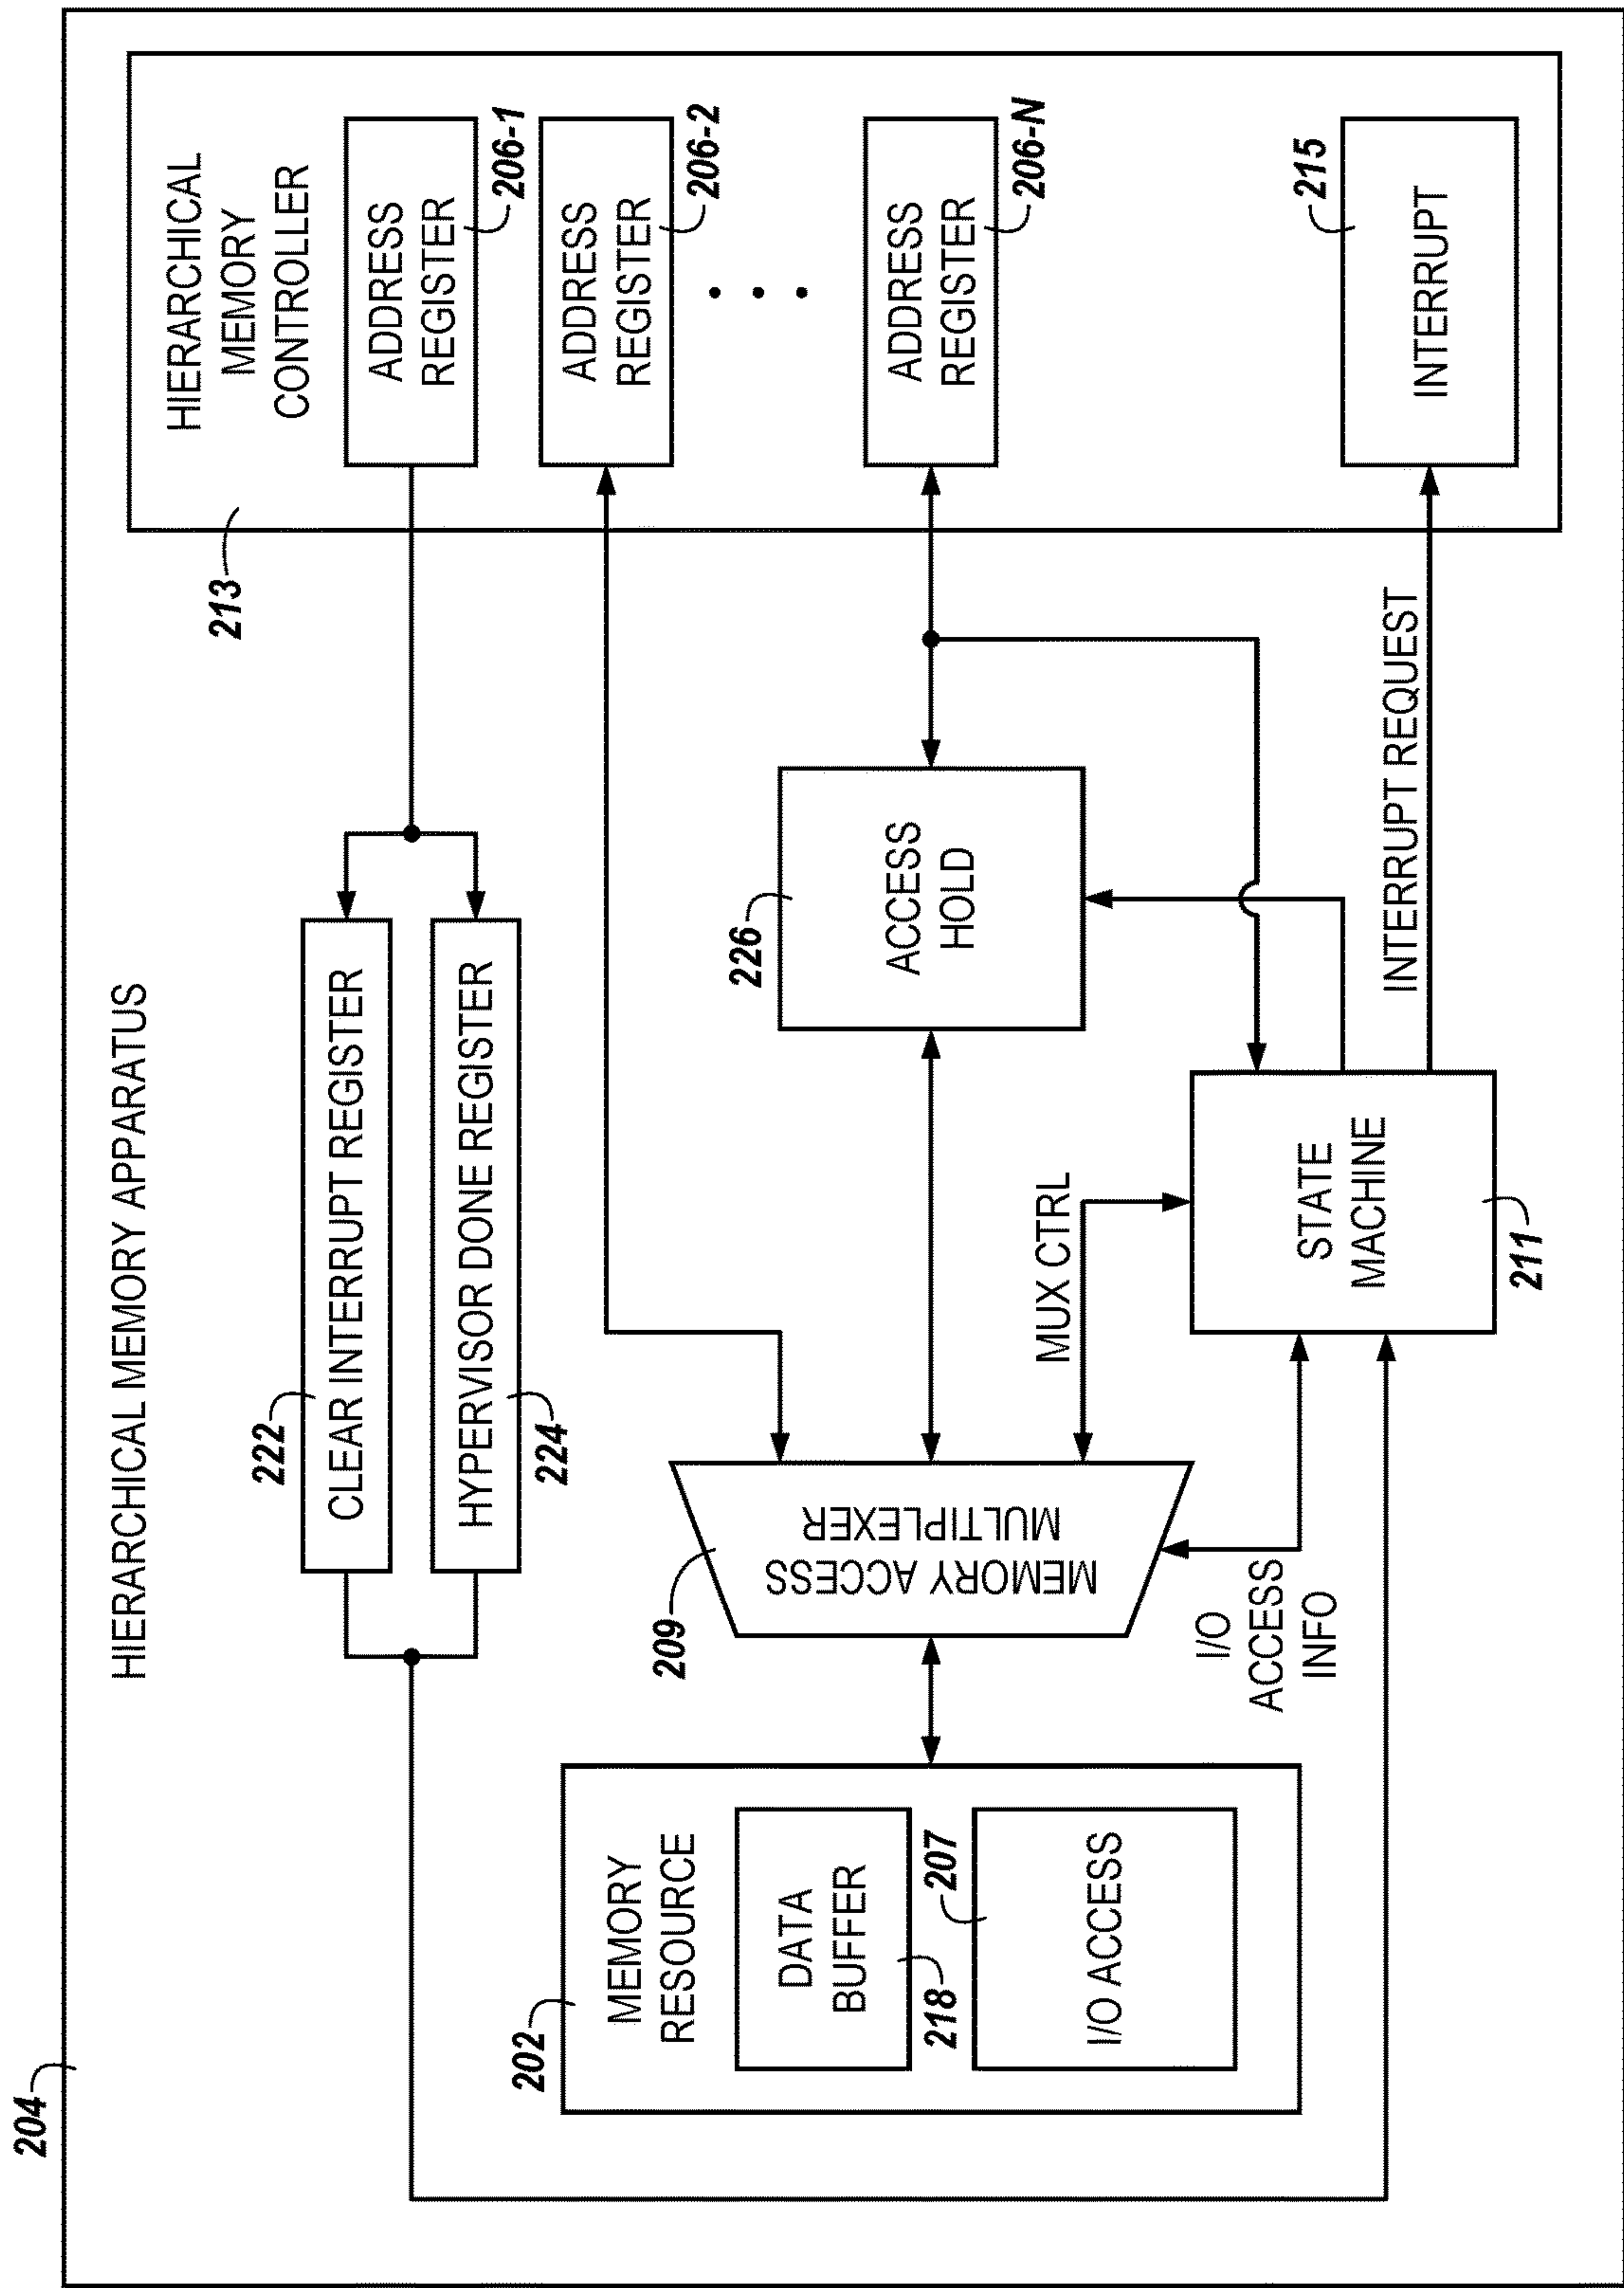 204
HIERARCHICAL MEMORY APPARATUS
222
CLEAR INTERRUPT REGISTER
HYPERVISOR DONE REGISTER
224
213
HIERARCHICAL
MEMORY
CONTROLLER
ADDRESS
REGISTER
206-1
ADDRESS
REGISTER
206-2
ADDRESS
REGISTER
206-N
215
INTERRUPT
202
MEMORY
RESOURCE
DATA
BUFFER
218
207
I/O ACCESS
209
MEMORY ACCESS
MULTIPLEXER
226
ACCESS
HOLD
MUX CTRL
I/O
ACCESS
INFO
STATE
MACHINE
211
INTERRUPT REQUEST